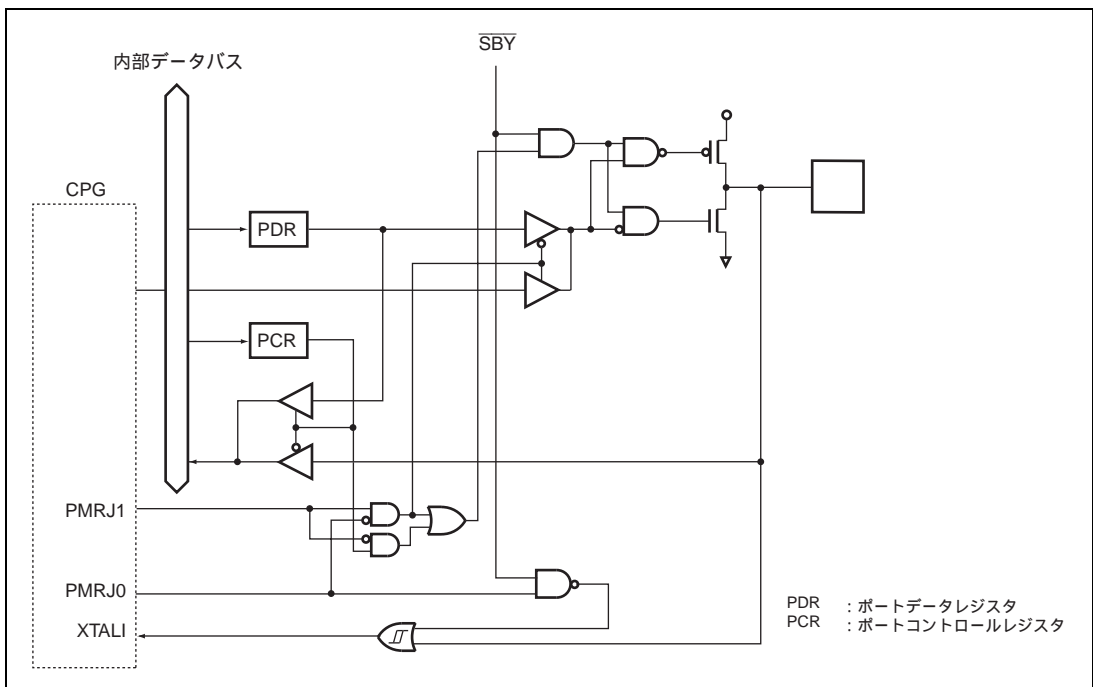 SBY
内部データバス
CPG
PDR
PCR
PMRJ1
PMRJ0
XTALI
PDR :ポートデータレジスタ
PCR :ポートコントロールレジスタ